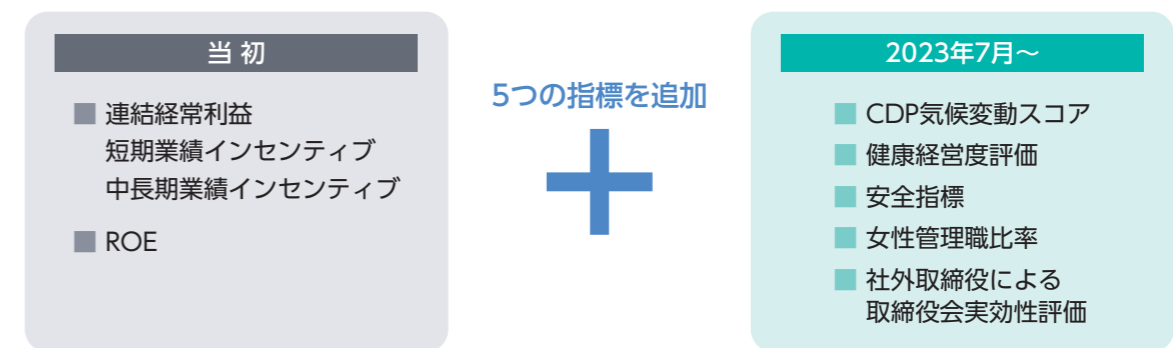 当初
■ 連結経常利益
短期業績インセンティブ
中長期業績インセンティブ
■ ROE
5つの指標を追加
2023年7月～
■ CDP気候変動スコア
■ 健康経営度評価
■ 安全指標
■ 女性管理職比率
■ 社外取締役による
取締役会実効性評価